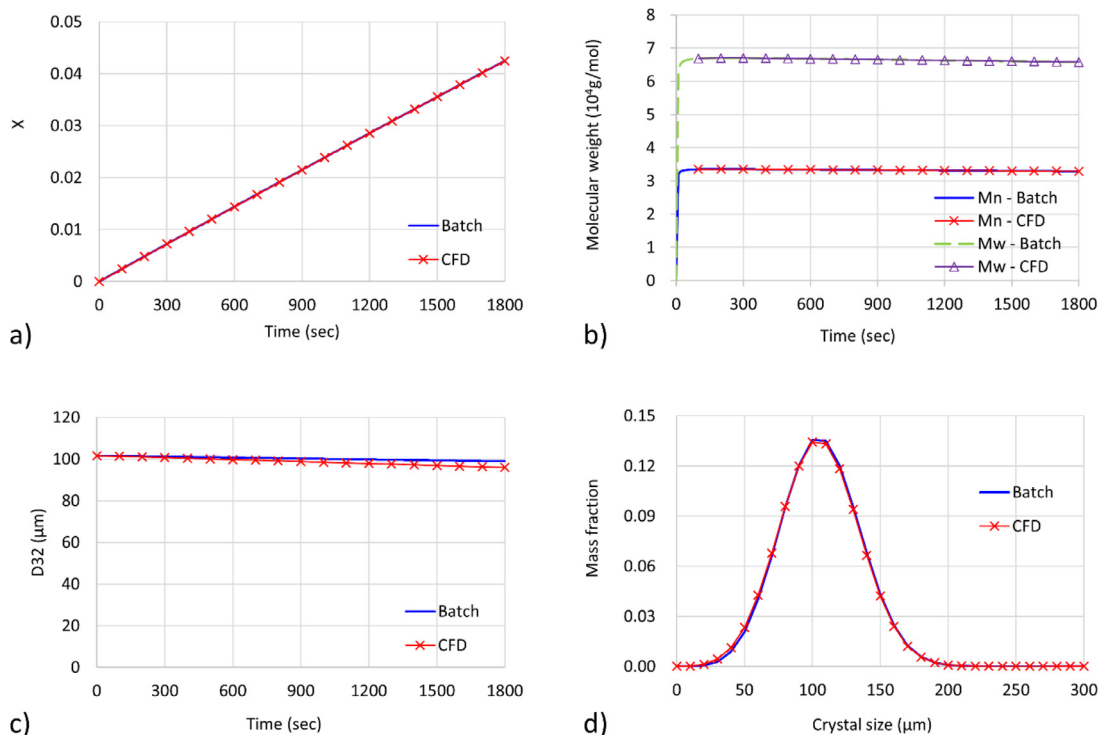 0.05
0.04
0.03
0.02
0.01
0
X
0 300 600 900 1200 1500 1800
Time (sec)
Batch
CFD
a)
8
7
6
5
4
3
2
1
0
Molecular weight (10⁴g/mol)
0 300 600 900 1200 1500 1800
Time (sec)
Mn - Batch
Mn - CFD
Mw - Batch
Mw - CFD
b)
120
100
80
60
40
20
0
D32 (µm)
0 300 600 900 1200 1500 1800
Time (sec)
Batch
CFD
c)
0.15
0.12
0.09
0.06
0.03
0.00
Mass fraction
0 50 100 150 200 250 300
Crystal size (µm)
Batch
CFD
d)